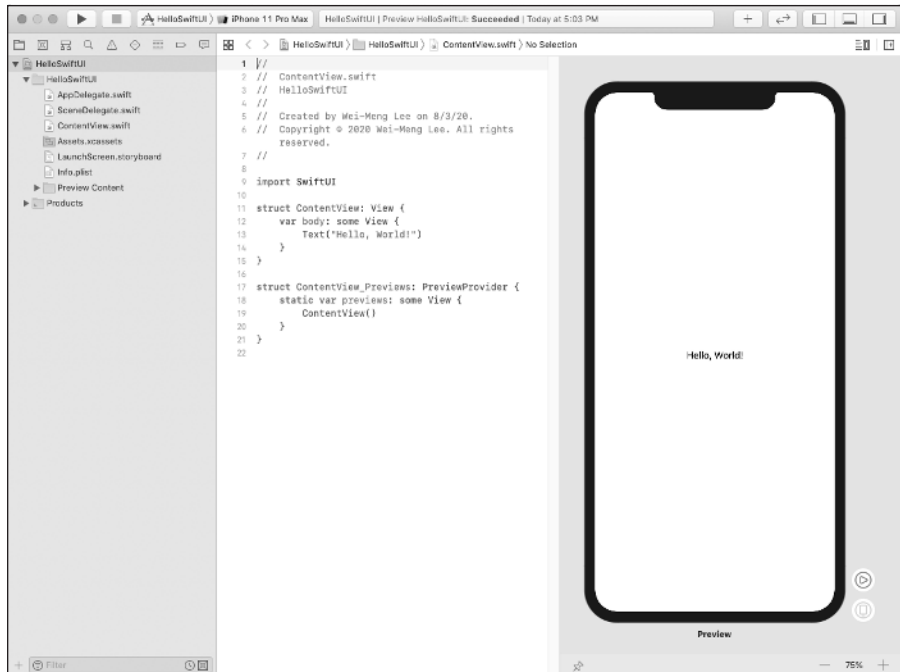 HelloSwiftUI ⟩ iPhone 11 Pro Max
HelloSwiftUI | Preview HelloSwiftUI: Succeeded | Today at 5:03 PM
HelloSwiftUI
HelloSwiftUI
AppDelegate.swift
SceneDelegate.swift
ContentView.swift
Assets.xcassets
LaunchScreen.storyboard
Info.plist
Preview Content
Products
Filter
HelloSwiftUI ⟩ HelloSwiftUI ⟩ ContentView.swift ⟩ No Selection
1 //
2 // ContentView.swift
3 // HelloSwiftUI
4 //
5 // Created by Wei-Meng Lee on 8/3/20.
6 // Copyright © 2020 Wei-Meng Lee. All rights
reserved.
7 //
8
9 import SwiftUI
10
11 struct ContentView: View {
12 var body: some View {
13 Text("Hello, World!")
14 }
15 }
16
17 struct ContentView_Previews: PreviewProvider {
18 static var previews: some View {
19 ContentView()
20 }
21 }
22
Hello, World!
Preview
75%